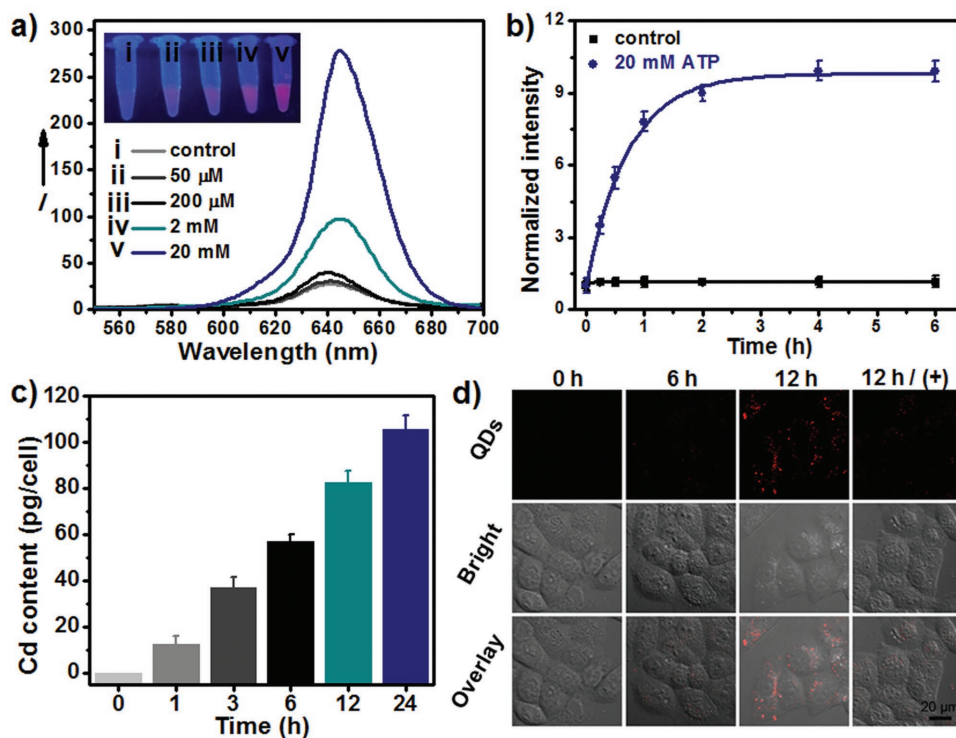 a)
300
250
200
150
100
50
0
I
i ii iii iv v
i control
ii 50 µM
iii 200 µM
iv 2 mM
v 20 mM
560 580 600 620 640 660 680 700
Wavelength (nm)
b)
12
9
6
3
0
Normalized intensity
control
20 mM ATP
0 1 2 3 4 5 6
Time (h)
c)
120
100
80
60
40
20
0
Cd content (pg/cell)
0 1 3 6 12 24
Time (h)
d)
0 h 6 h 12 h 12 h / (+)
QDs
Bright
Overlay
20 µm